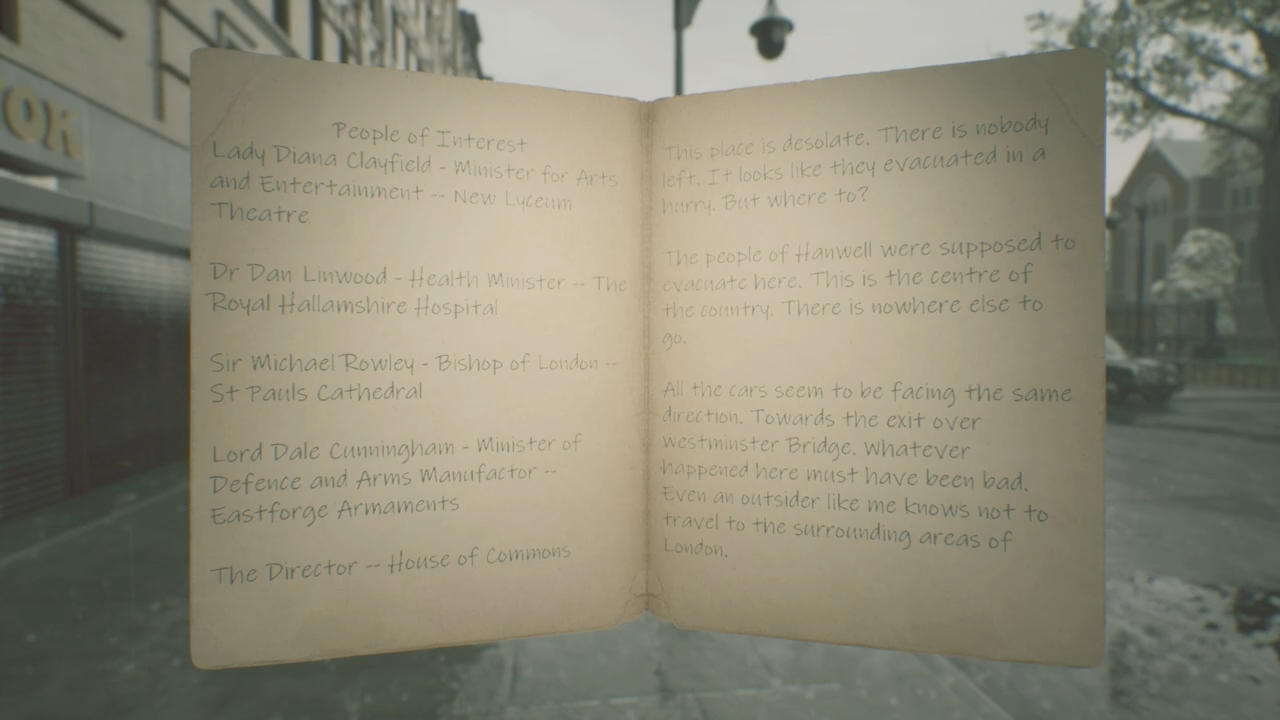 OK
People of Interest
Lady Diana Clayfield - Minister for Arts
and Entertainment -- New Lyceum
Theatre
Dr Dan Linwood - Health Minister -- The
Royal Hallamshire Hospital
Sir Michael Rowley - Bishop of London --
St Pauls Cathedral
Lord Dale Cunningham - Minister of
Defence and Arms Manufactor --
Eastforge Armaments
The Director -- House of Commons
This place is desolate. There is nobody
left. It looks like they evacuated in a
hurry. But where to?
The people of Hanwell were supposed to
evacuate here. This is the centre of
the country. There is nowhere else to
go.
All the cars seem to be facing the same
direction. Towards the exit over
Westminster Bridge. Whatever
happened here must have been bad.
Even an outsider like me knows not to
travel to the surrounding areas of
London.